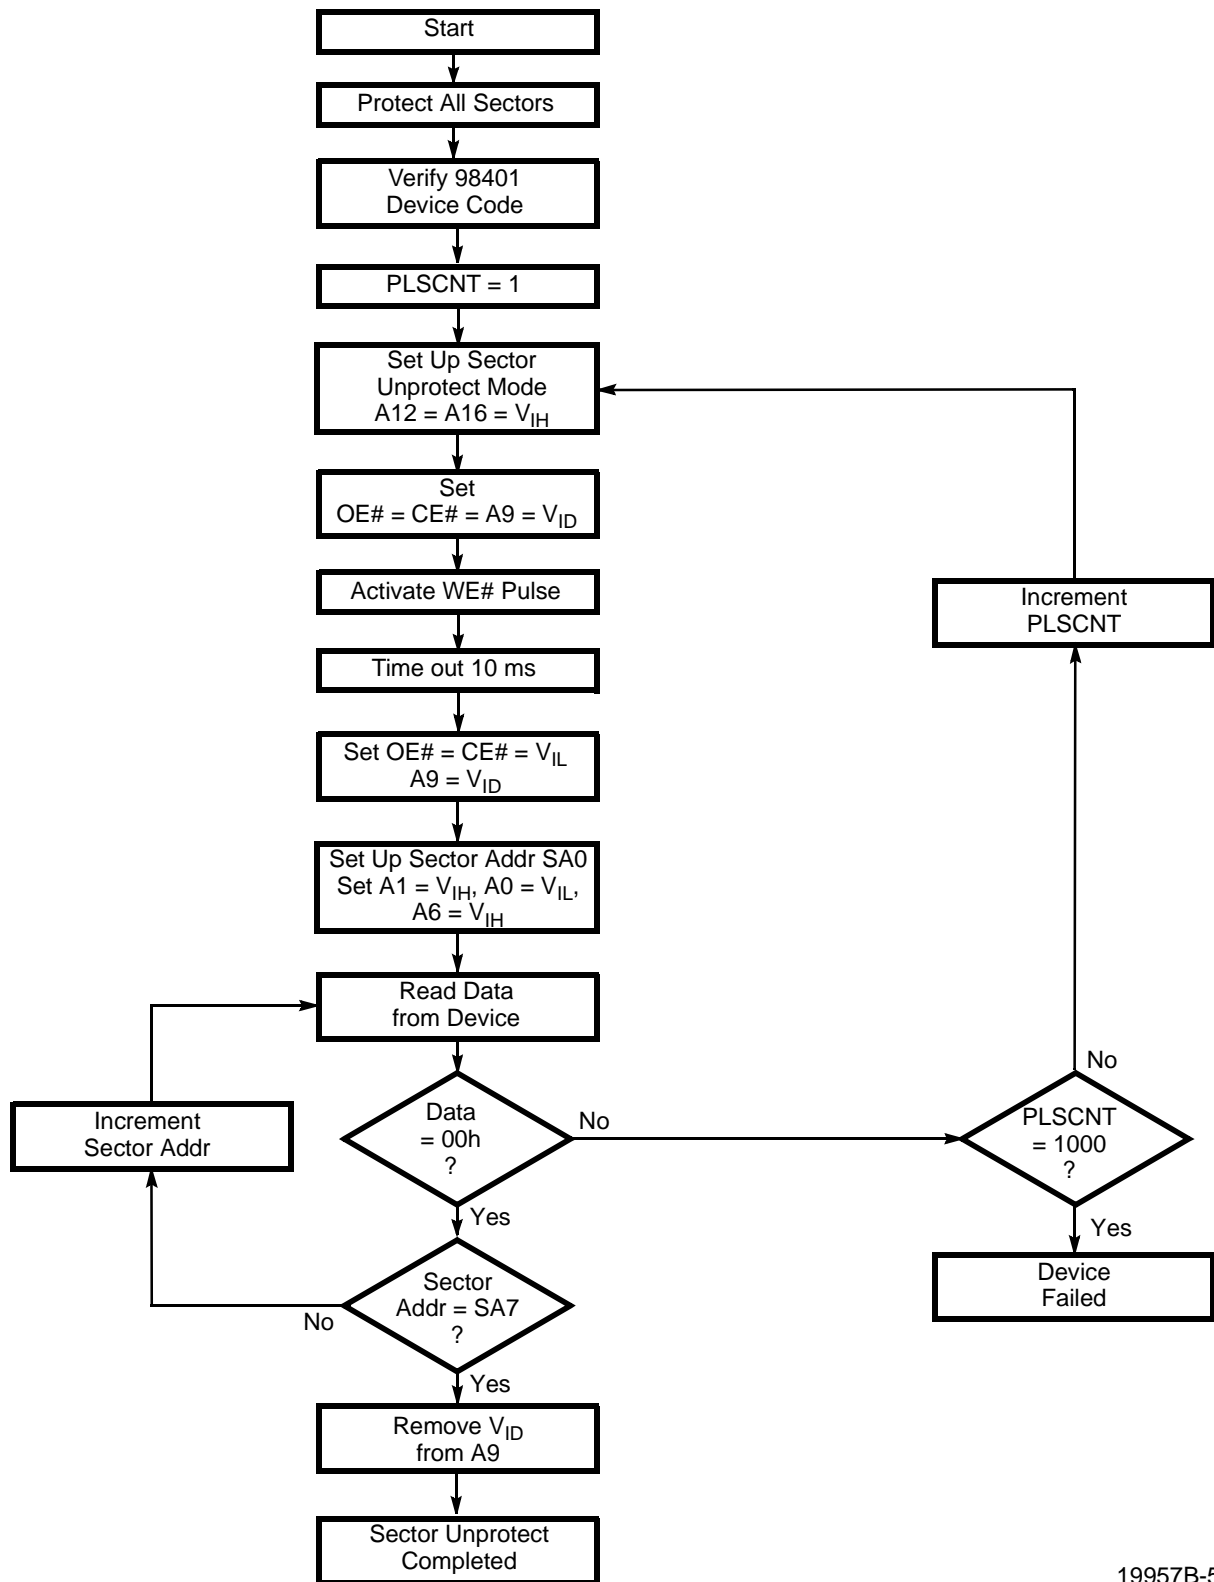 Start
Protect All Sectors
Verify 98401
Device Code
PLSCNT = 1
Set Up Sector
Unprotect Mode
A12 = A16 = VIH
Set
OE# = CE# = A9 = VID
Activate WE# Pulse
Increment
PLSCNT
Time out 10 ms
Set OE# = CE# = VIL
A9 = VID
Set Up Sector Addr SA0
Set A1 = VIH, A0 = VIL,
A6 = VIH
Read Data
from Device
No
Increment
Sector Addr
Data
= 00h
?
No
PLSCNT
= 1000
?
Yes
Yes
Sector
Addr = SA7
?
No
Device
Failed
Yes
Remove VID
from A9
Sector Unprotect
Completed
19957B-5